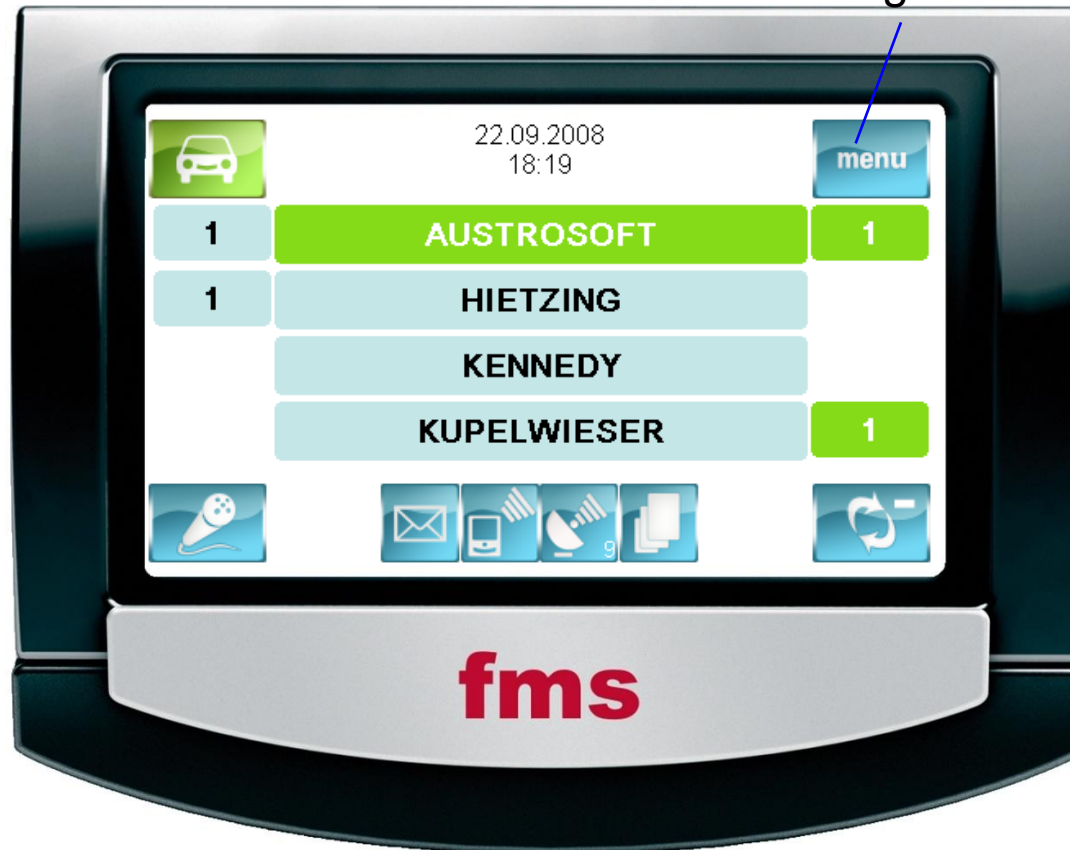 22.09.2008
18:19
menu
1 AUSTROSOFT 1
1 HIETZING
KENNEDY
KUPELWIESER 1
9
fms